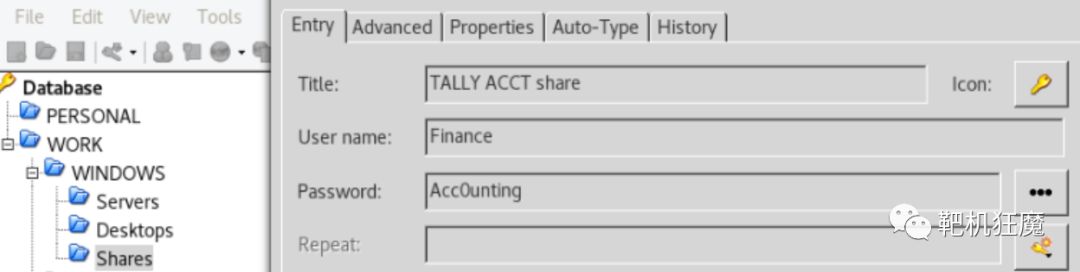 File Edit View Tools
Database
PERSONAL
WORK
WINDOWS
Servers
Desktops
Shares
Entry Advanced Properties Auto-Type History
Title: TALLY ACCT share Icon:
User name: Finance
Password: Acc0unting
Repeat:
靶机狂魔